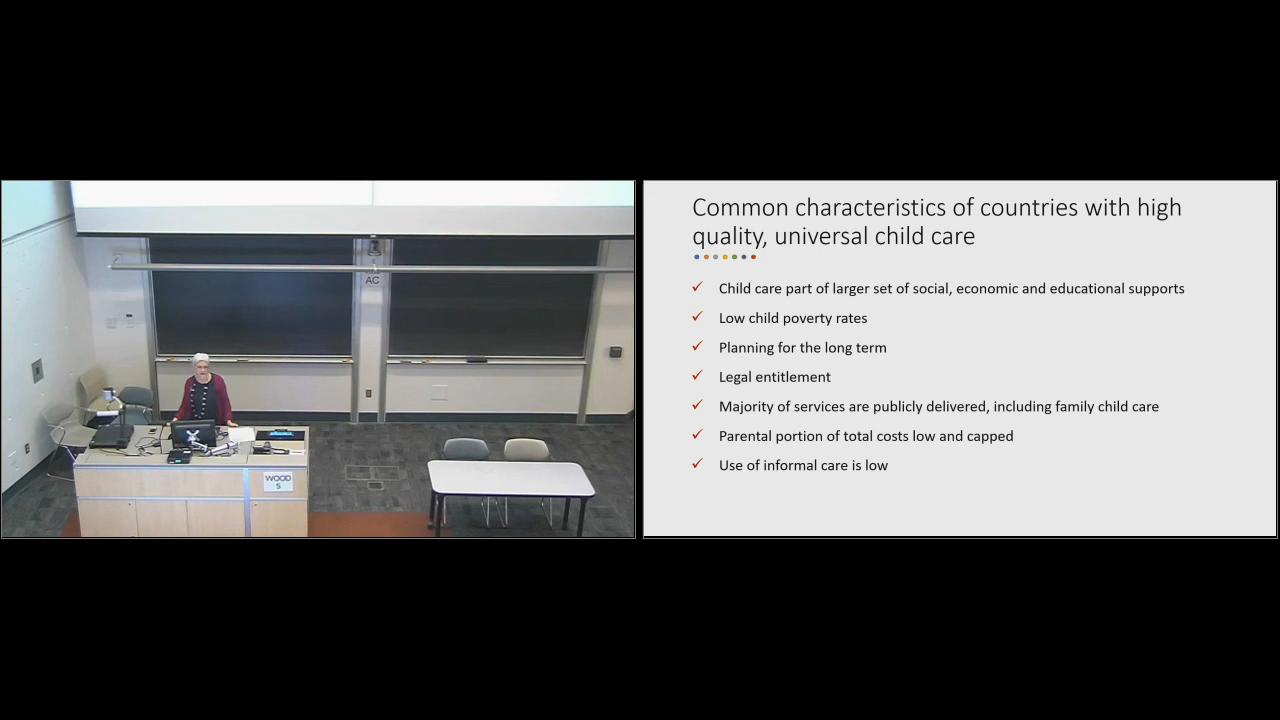 AC
WOOD
5
Common characteristics of countries with high
quality, universal child care
Child care part of larger set of social, economic and educational supports
Low child poverty rates
Planning for the long term
Legal entitlement
Majority of services are publicly delivered, including family child care
Parental portion of total costs low and capped
Use of informal care is low